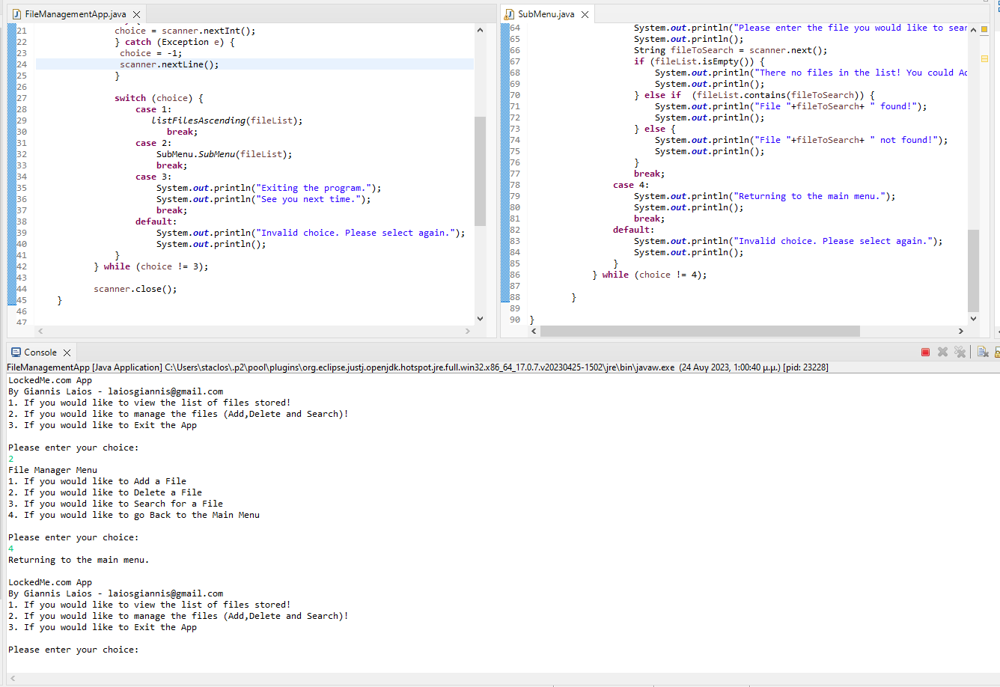 FileManagementApp.java
21 choice = scanner.nextInt();
22 } catch (Exception e) {
23 choice = -1;
24 scanner.nextLine();
25 }
26
27 switch (choice) {
28 case 1:
29 listFilesAscending(fileList);
30 break;
31 case 2:
32 SubMenu.SubMenu(fileList);
33 break;
34 case 3:
35 System.out.println("Exiting the program.");
36 System.out.println("See you next time.");
37 break;
38 default:
39 System.out.println("Invalid choice. Please select again.");
40 System.out.println();
41 }
42 } while (choice != 3);
43
44 scanner.close();
45 }
46
47
SubMenu.java
64 System.out.println("Please enter the file you would like to sear
65 System.out.println();
66 String fileToSearch = scanner.next();
67 if (fileList.isEmpty()) {
68 System.out.println("There no files in the list! You could Ad
69 System.out.println();
70 } else if (fileList.contains(fileToSearch)) {
71 System.out.println("File "+fileToSearch+ " found!");
72 System.out.println();
73 } else {
74 System.out.println("File "+fileToSearch+ " not found!");
75 System.out.println();
76 }
77 break;
78 case 4:
79 System.out.println("Returning to the main menu.");
80 System.out.println();
81 break;
82 default:
83 System.out.println("Invalid choice. Please select again.");
84 System.out.println();
85 }
86 } while (choice != 4);
87
88 }
89
90 }
Console
FileManagementApp [Java Application] C:\Users\staclos\.p2\pool\plugins\org.eclipse.justj.openjdk.hotspot.jre.full.win32.x86_64_17.0.7.v20230425-1502\jre\bin\javaw.exe (24 Αυγ 2023, 1:00:40 μ.μ.) [pid: 23228]
LockedMe.com App
By Giannis Laios - laiosgiannis@gmail.com
1. If you would like to view the list of files stored!
2. If you would like to manage the files (Add,Delete and Search)!
3. If you would like to Exit the App
Please enter your choice:
2
File Manager Menu
1. If you would like to Add a File
2. If you would like to Delete a File
3. If you would like to Search for a File
4. If you would like to go Back to the Main Menu
Please enter your choice:
4
Returning to the main menu.
LockedMe.com App
By Giannis Laios - laiosgiannis@gmail.com
1. If you would like to view the list of files stored!
2. If you would like to manage the files (Add,Delete and Search)!
3. If you would like to Exit the App
Please enter your choice: